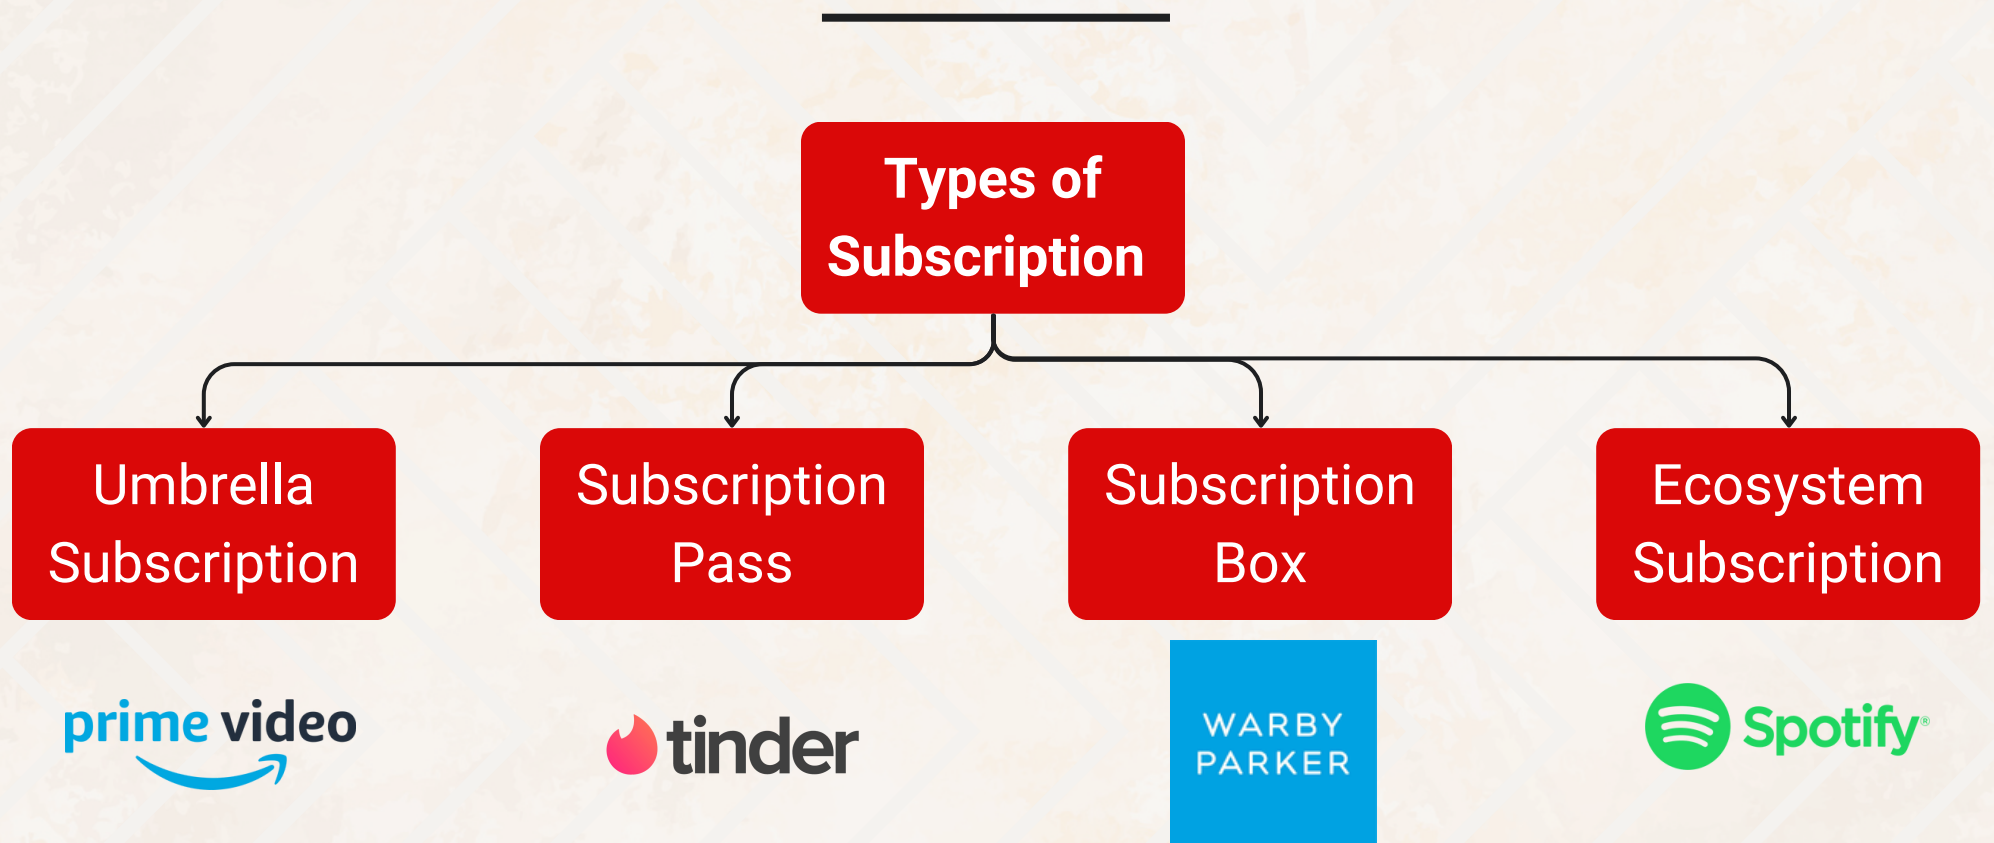 Types of
Subscription
Umbrella
Subscription
Subscription
Pass
Subscription
Box
Ecosystem
Subscription
prime video
tinder
WARBY
PARKER
Spotify®